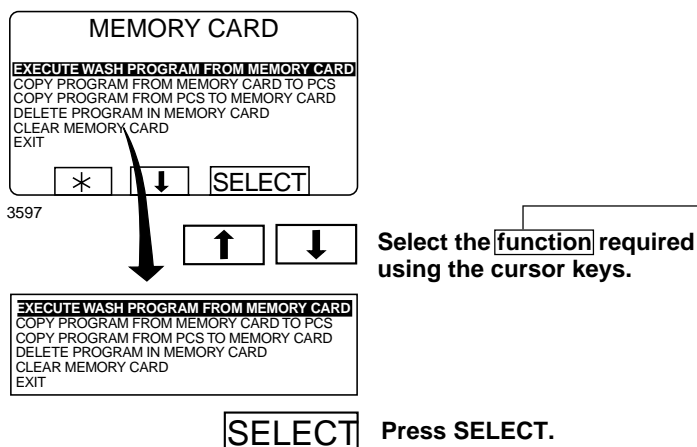 MEMORY CARD
EXECUTE WASH PROGRAM FROM MEMORY CARD
COPY PROGRAM FROM MEMORY CARD TO PCS
COPY PROGRAM FROM PCS TO MEMORY CARD
DELETE PROGRAM IN MEMORY CARD
CLEAR MEMORY CARD
EXIT
SELECT
3597
Select the function required
using the cursor keys.
EXECUTE WASH PROGRAM FROM MEMORY CARD
COPY PROGRAM FROM MEMORY CARD TO PCS
COPY PROGRAM FROM PCS TO MEMORY CARD
DELETE PROGRAM IN MEMORY CARD
CLEAR MEMORY CARD
EXIT
SELECT Press SELECT.